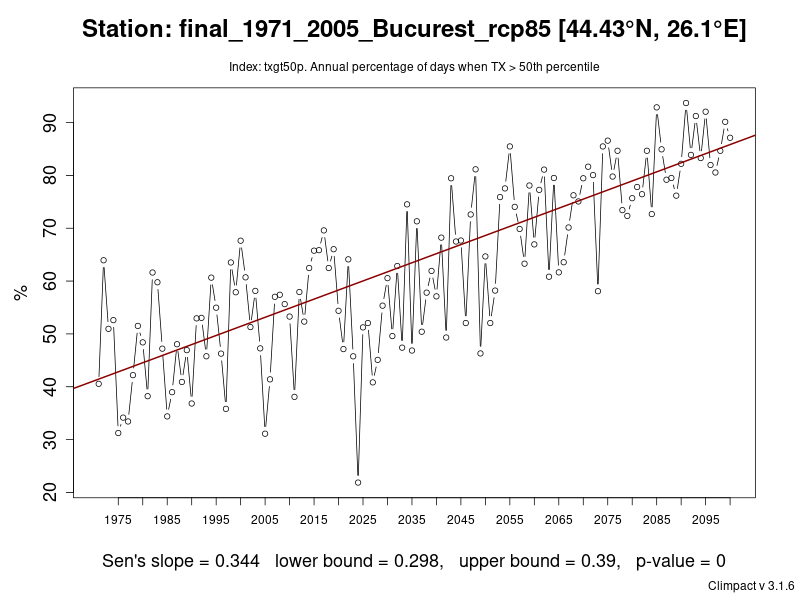 Station: final_1971_2005_Bucurest_rcp85 [44.43°N, 26.1°E]
Index: txgt50p. Annual percentage of days when TX > 50th percentile
90
80
70
60
50
40
30
20
%
1975 1985 1995 2005 2015 2025 2035 2045 2055 2065 2075 2085 2095
Sen's slope = 0.344 lower bound = 0.298, upper bound = 0.39, p-value = 0
Climpact v 3.1.6